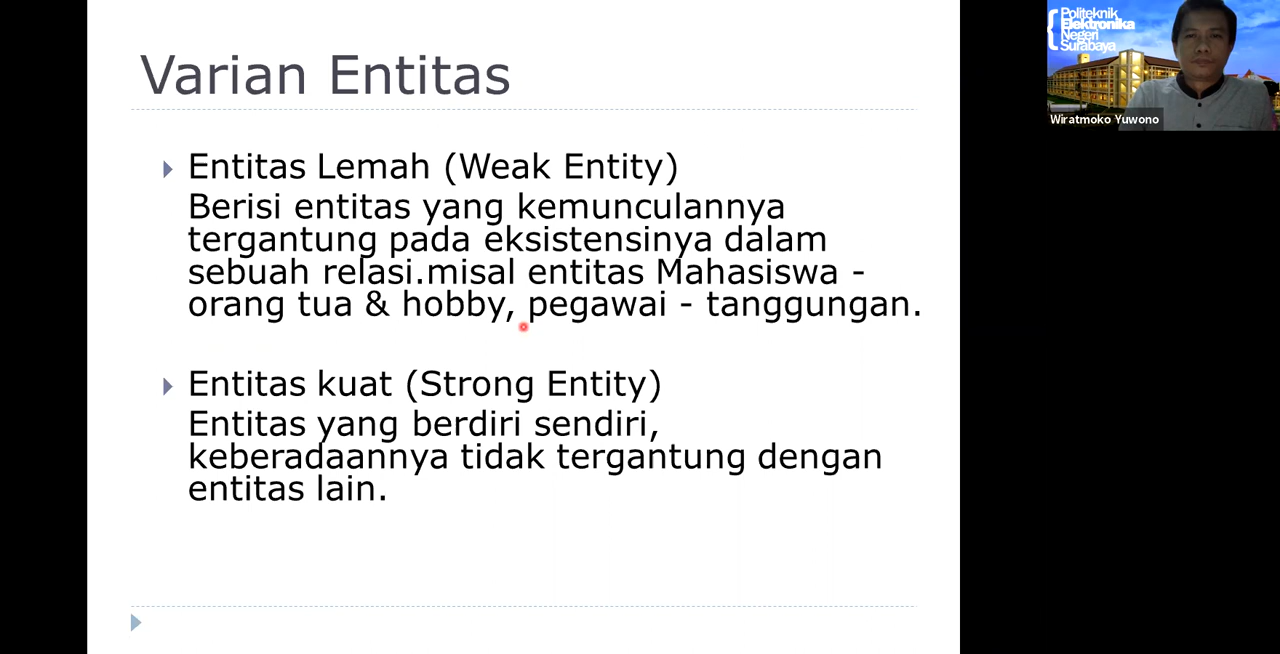 Varian Entitas
Entitas Lemah (Weak Entity)
Berisi entitas yang kemunculannya
tergantung pada eksistensinya dalam
sebuah relasi.misal entitas Mahasiswa -
orang tua & hobby, pegawai - tanggungan.
Entitas kuat (Strong Entity)
Entitas yang berdiri sendiri,
keberadaannya tidak tergantung dengan
entitas lain.
Politeknik
Elektronika
Negeri
Surabaya
Wiratmoko Yuwono